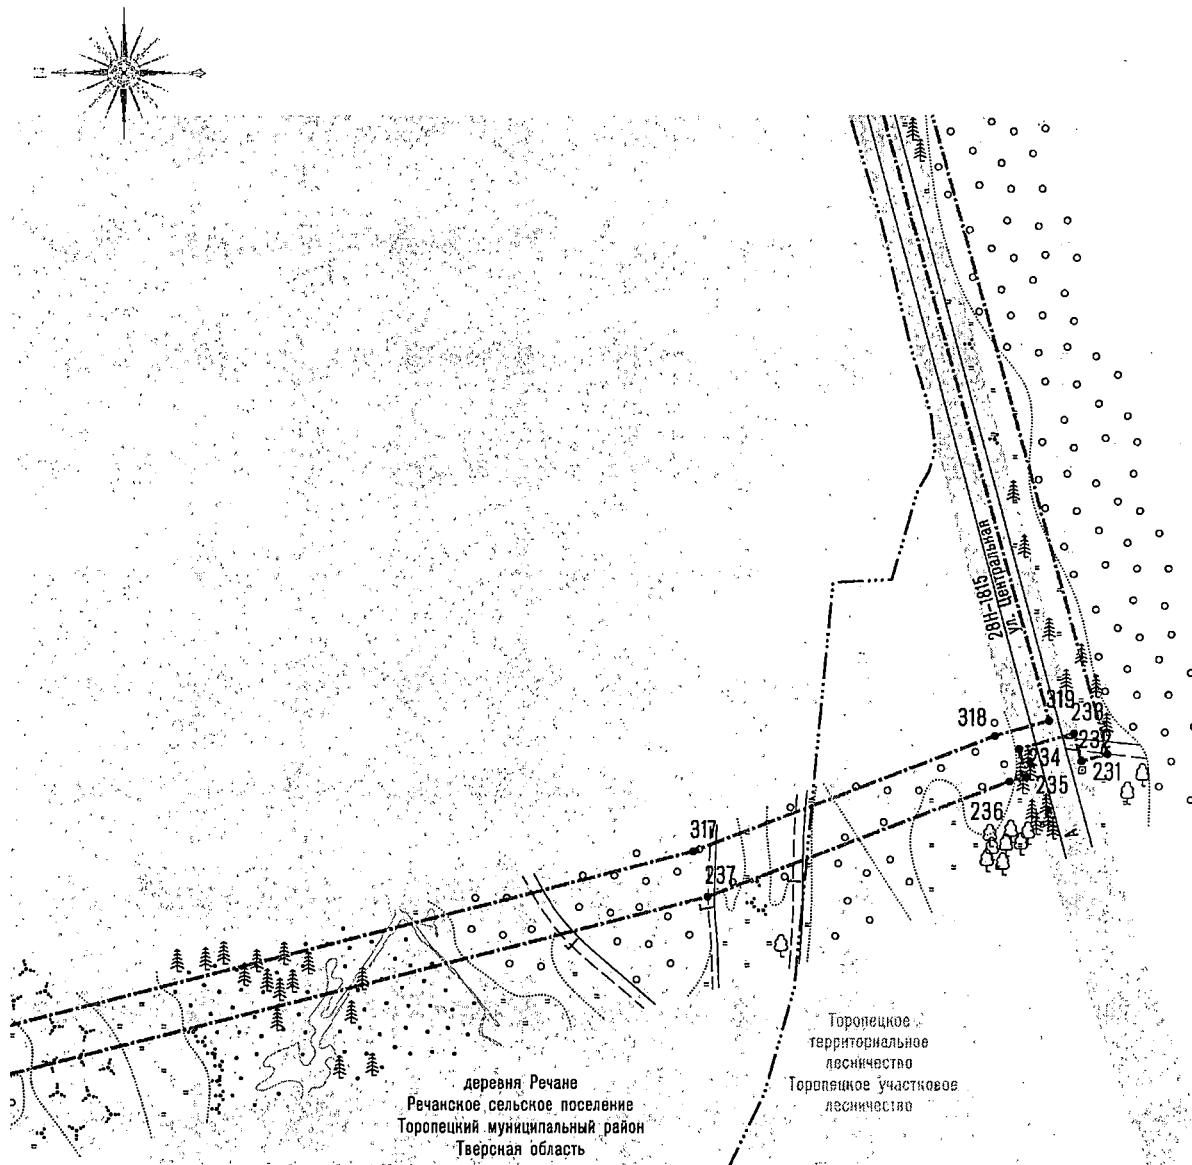 28Н-1815
ул. Центральная
319
318
230
232
234
231
235
236
317
237
Торопецкое
территориальное
лесничество
Торопецкое участковое
лесничество
деревня Речане
Речанское сельское поселение
Торопецкий муниципальный район
Тверская область